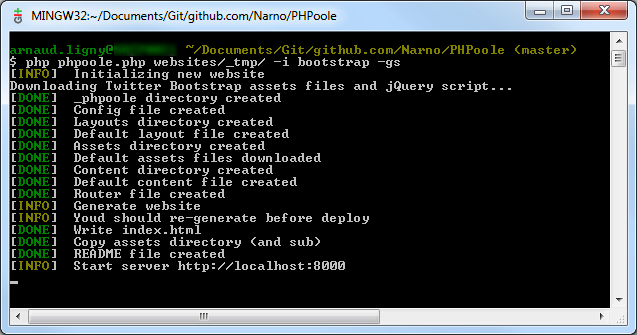 MINGW32:~/Documents/Git/github.com/Narno/PHPoole
arnaud.ligny@ ~/Documents/Git/github.com/Narno/PHPoole (master)
$ php phpoole.php websites/_tmp/ -i bootstrap -gs
[INFO] Initializing new website
Downloading Twitter Bootstrap assets files and jQuery script...
[DONE] _phpoole directory created
[DONE] Config file created
[DONE] Layouts directory created
[DONE] Default layout file created
[DONE] Assets directory created
[DONE] Default assets files downloaded
[DONE] Content directory created
[DONE] Default content file created
[DONE] Router file created
[INFO] Generate website
[INFO] Youd should re-generate before deploy
[DONE] Write index.html
[DONE] Copy assets directory (and sub)
[DONE] README file created
[INFO] Start server http://localhost:8000